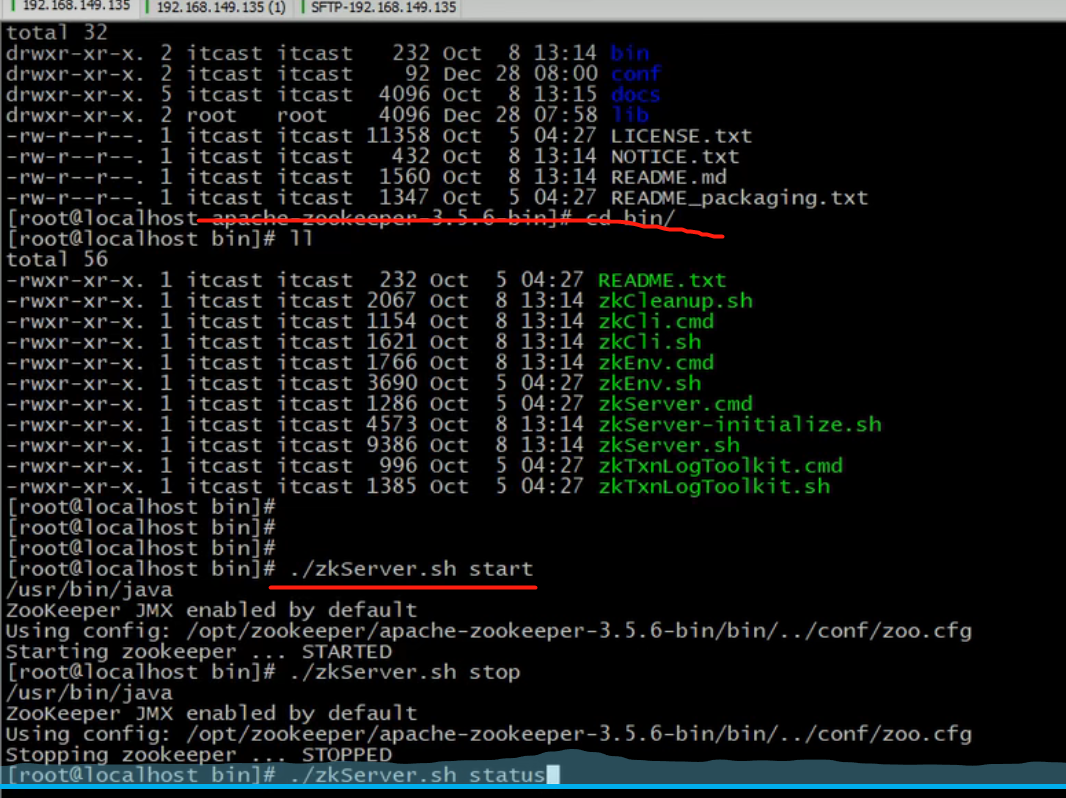 192.168.149.135 192.168.149.135 (1) SFTP-192.168.149.135
total 32
drwxr-xr-x. 2 itcast itcast 232 Oct 8 13:14 bin
drwxr-xr-x. 2 itcast itcast 92 Dec 28 08:00 conf
drwxr-xr-x. 5 itcast itcast 4096 Oct 8 13:15 docs
drwxr-xr-x. 2 root root 4096 Dec 28 07:58 lib
-rw-r--r--. 1 itcast itcast 11358 Oct 5 04:27 LICENSE.txt
-rw-r--r--. 1 itcast itcast 432 Oct 8 13:14 NOTICE.txt
-rw-r--r--. 1 itcast itcast 1560 Oct 8 13:14 README.md
-rw-r--r--. 1 itcast itcast 1347 Oct 5 04:27 README_packaging.txt
[root@localhost apache-zookeeper-3.5.6-bin]# cd bin/
[root@localhost bin]# ll
total 56
-rwxr-xr-x. 1 itcast itcast 232 Oct 5 04:27 README.txt
-rwxr-xr-x. 1 itcast itcast 2067 Oct 8 13:14 zkCleanup.sh
-rwxr-xr-x. 1 itcast itcast 1154 Oct 8 13:14 zkCli.cmd
-rwxr-xr-x. 1 itcast itcast 1621 Oct 8 13:14 zkCli.sh
-rwxr-xr-x. 1 itcast itcast 1766 Oct 8 13:14 zkEnv.cmd
-rwxr-xr-x. 1 itcast itcast 3690 Oct 5 04:27 zkEnv.sh
-rwxr-xr-x. 1 itcast itcast 1286 Oct 5 04:27 zkServer.cmd
-rwxr-xr-x. 1 itcast itcast 4573 Oct 8 13:14 zkServer-initialize.sh
-rwxr-xr-x. 1 itcast itcast 9386 Oct 8 13:14 zkServer.sh
-rwxr-xr-x. 1 itcast itcast 996 Oct 5 04:27 zkTxnLogToolkit.cmd
-rwxr-xr-x. 1 itcast itcast 1385 Oct 5 04:27 zkTxnLogToolkit.sh
[root@localhost bin]#
[root@localhost bin]#
[root@localhost bin]#
[root@localhost bin]# ./zkServer.sh start
/usr/bin/java
ZooKeeper JMX enabled by default
Using config: /opt/zookeeper/apache-zookeeper-3.5.6-bin/bin/../conf/zoo.cfg
Starting zookeeper ... STARTED
[root@localhost bin]# ./zkServer.sh stop
/usr/bin/java
ZooKeeper JMX enabled by default
Using config: /opt/zookeeper/apache-zookeeper-3.5.6-bin/bin/../conf/zoo.cfg
Stopping zookeeper ... STOPPED
[root@localhost bin]# ./zkServer.sh status